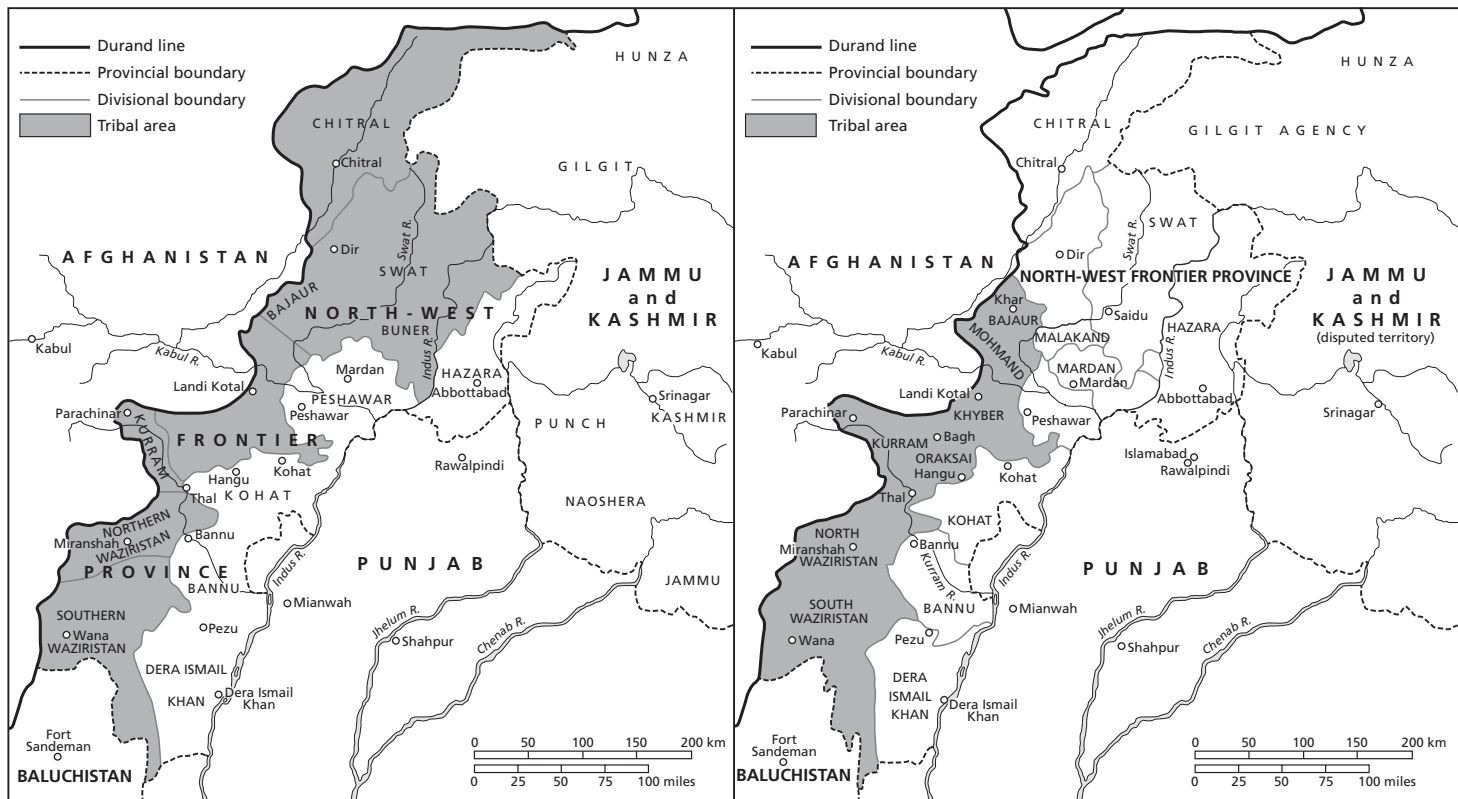 Durand line
Provincial boundary
Divisional boundary
Tribal area
HUNZA
CHITRAL
Chitral
GILGIT
Dir
Swat R.
SWAT
AFGHANISTAN
JAMMU
and
KASHMIR
BAJAUR
NORTH-WEST
BUNER
Kabul
Kabul R.
Indus R.
Landi Kotal
Mardan
HAZARA
Abbottabad
PESHAWAR
Peshawar
Srinagar
KASHMIR
Parachinar
KURRAM
FRONTIER
PUNCH
Kohat
Rawalpindi
Hangu
KOHAT
Thal
NAOSHERA
NORTHERN
WAZIRISTAN
Miranshah
Bannu
PROVINCE
BANNU
Indus R.
PUNJAB
JAMMU
Mianwah
SOUTHERN
Wana
WAZIRISTAN
Pezu
Jhelum R.
Shahpur
Chenab R.
DERA ISMAIL
KHAN
Dera Ismail
Khan
Fort
Sandeman
BALUCHISTAN
0 50 100 150 200 km
0 25 50 75 100 miles
Durand line
Provincial boundary
Divisional boundary
Tribal area
HUNZA
CHITRAL
GILGIT AGENCY
Chitral
SWAT
Swat R.
Dir
AFGHANISTAN
NORTH-WEST FRONTIER PROVINCE
JAMMU
and
KASHMIR
(disputed territory)
Khar
BAJAUR
Saidu
MOHMAND
MALAKAND
HAZARA
Indus R.
Kabul
Kabul R.
MARDAN
Mardan
Landi Kotal
Abbottabad
KHYBER
Peshawar
Srinagar
Parachinar
KURRAM
Bagh
ORAKSAI
Hangu
Islamabad
Rawalpindi
Kohat
Thal
KOHAT
NORTH
Miranshah
WAZIRISTAN
Bannu
Kurram R.
Indus R.
PUNJAB
SOUTH
WAZIRISTAN
BANNU
Mianwah
Wana
Pezu
Jhelum R.
Shahpur
Chenab R.
DERA
ISMAIL
KHAN
Dera Ismail
Khan
Fort
Sandeman
BALUCHISTAN
0 50 100 150 200 km
0 25 50 75 100 miles